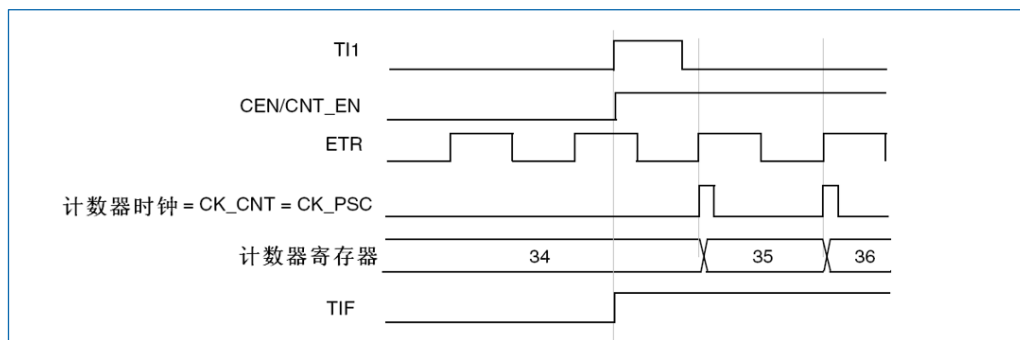 TI1
CEN/CNT_EN
ETR
计数器时钟 = CK_CNT = CK_PSC
计数器寄存器 34 35 36
TIF